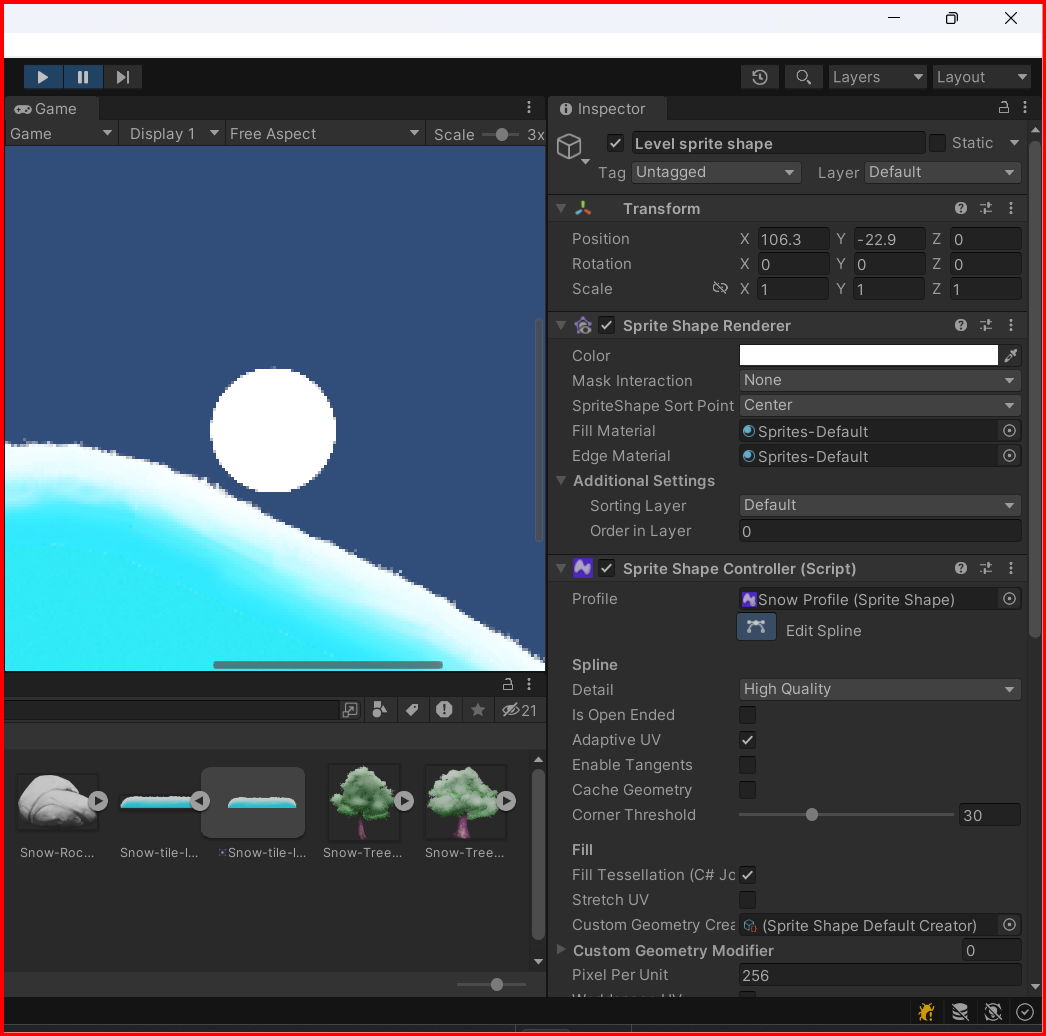 Layers
Layout
Game
Inspector
Game
Display 1
Free Aspect
Scale
3x
Level sprite shape
Static
Tag
Untagged
Layer
Default
Transform
Position
X
106.3
Y
-22.9
Z
0
Rotation
X
0
Y
0
Z
0
Scale
X
1
Y
1
Z
1
Sprite Shape Renderer
Color
Mask Interaction
None
SpriteShape Sort Point
Center
Fill Material
Sprites-Default
Edge Material
Sprites-Default
Additional Settings
Sorting Layer
Default
Order in Layer
0
Sprite Shape Controller (Script)
Profile
Snow Profile (Sprite Shape)
Edit Spline
Spline
Detail
High Quality
Is Open Ended
Adaptive UV
Enable Tangents
Cache Geometry
Corner Threshold
30
Fill
Fill Tessellation (C# Jo
Stretch UV
Custom Geometry Crea
(Sprite Shape Default Creator)
Custom Geometry Modifier
0
Pixel Per Unit
256
21
Snow-Roc...
Snow-tile-l...
Snow-tile-l...
Snow-Tree...
Snow-Tree...